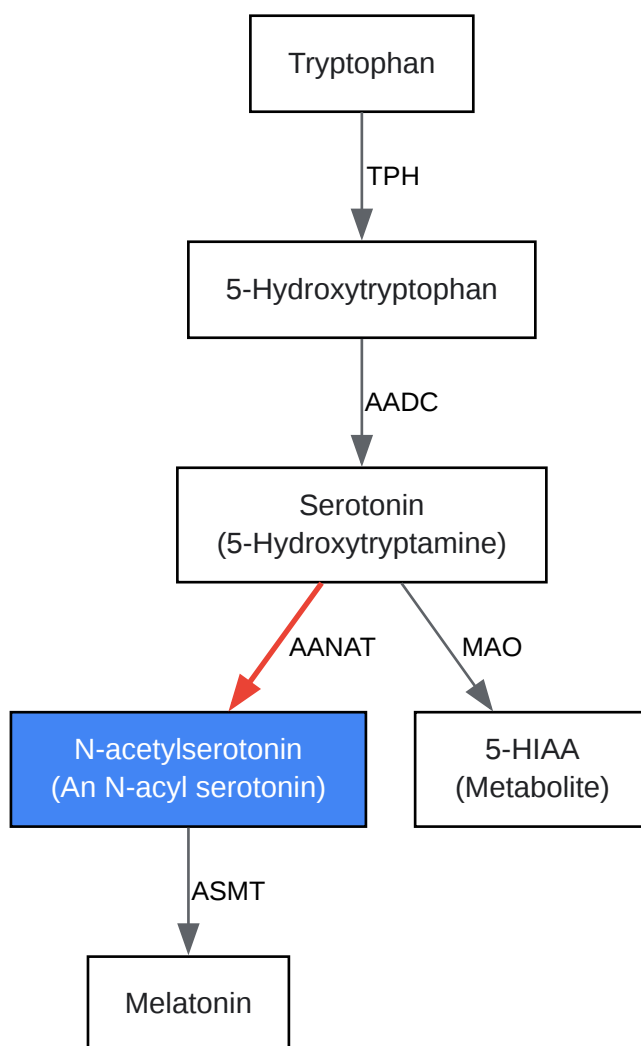 Tryptophan
TPH
5-Hydroxytryptophan
AADC
Serotonin
(5-Hydroxytryptamine)
AANAT
MAO
N-acetylserotonin
(An N-acyl serotonin)
5-HIAA
(Metabolite)
ASMT
Melatonin